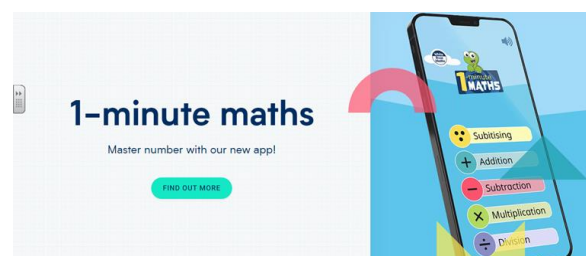 1-minute maths
Master number with our new app!
FIND OUT MORE
1 minute
MATHS
Subitising
Addition
Subtraction
Multiplication
Division